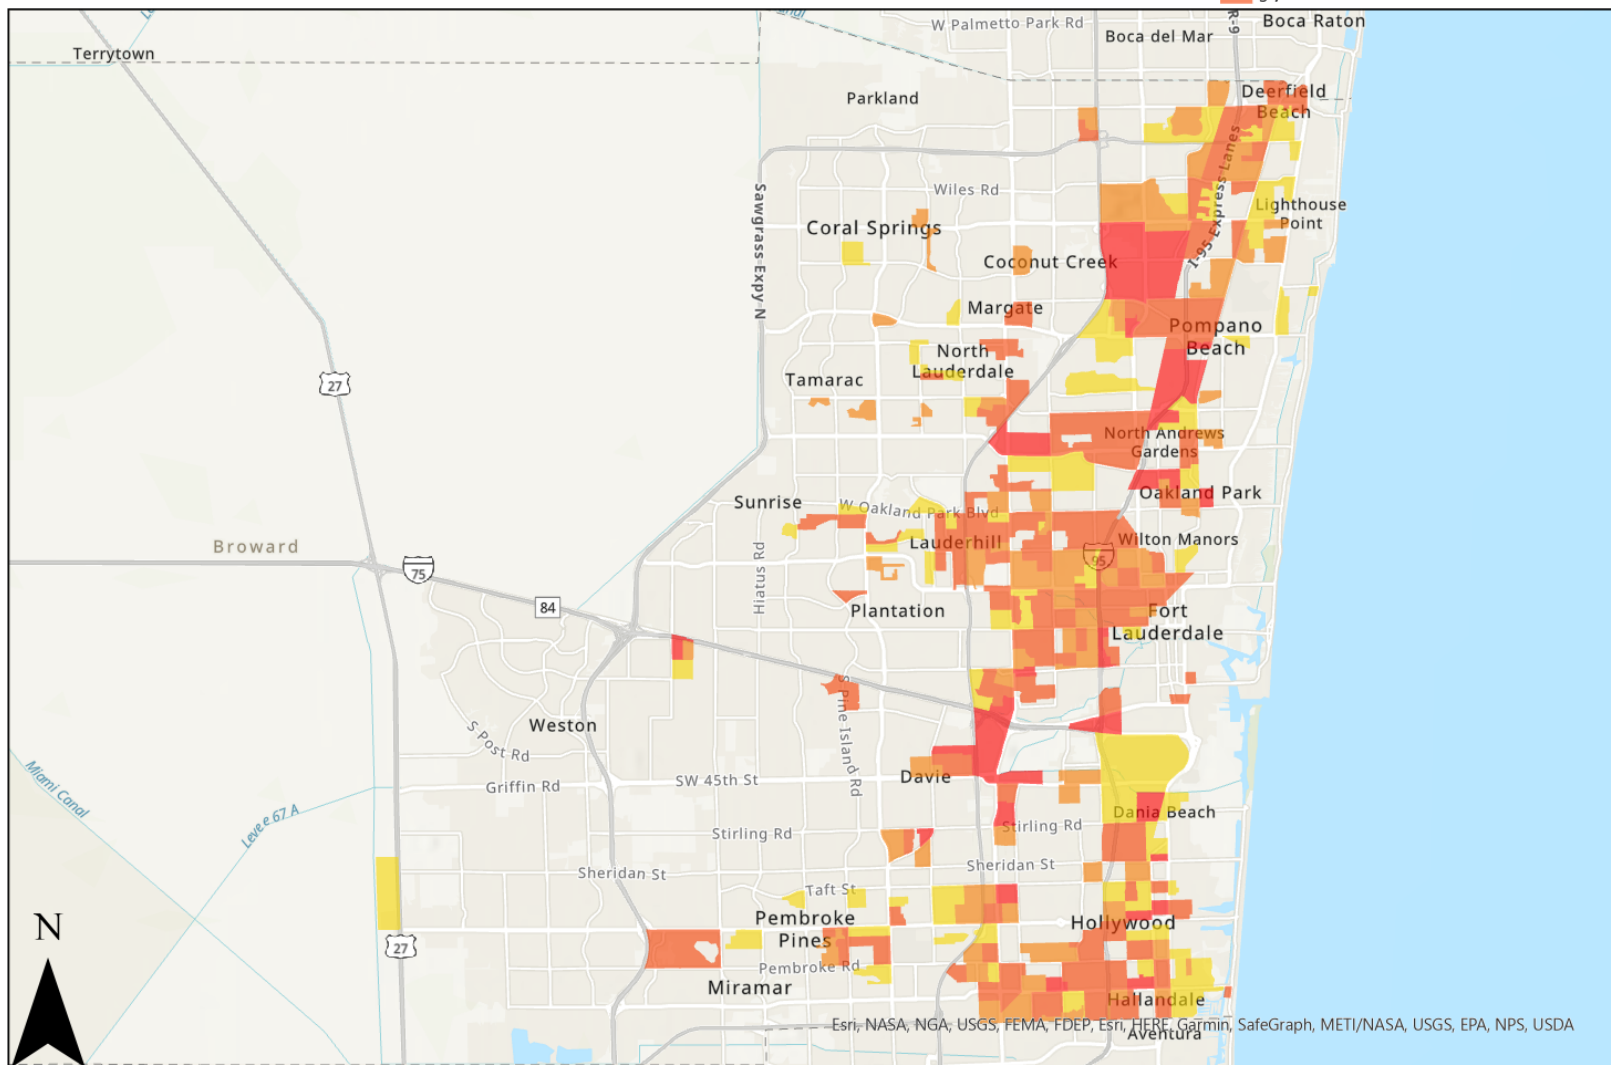 W Palmetto Park Rd
Boca Raton
R-9
Boca del Mar
Terrytown
Parkland
Deerfield
Beach
Wiles Rd
Sawgrass Expy N
I-95 Express Lanes
Lighthouse
Point
Coral Springs
Coconut Creek
Margate
Pompano
Beach
North
Lauderdale
Tamarac
27
North Andrews
Gardens
Oakland Park
Sunrise
W Oakland Park Blvd
Lauderhill
Wilton Manors
Broward
75
95
Hiatus Rd
84
Plantation
Fort
Lauderdale
S Pine Island Rd
Weston
S Post Rd
Miami Canal
Griffin Rd
SW 45th St
Davie
Levee 67 A
Dania Beach
Stirling Rd
Stirling Rd
Sheridan St
Sheridan St
Taft St
N
Pembroke
Pines
Hollywood
27
Pembroke Rd
Miramar
Hallandale
Esri, NASA, NGA, USGS, FEMA, FDEP, Esri, HERE, Garmin, SafeGraph, METI/NASA, USGS, EPA, NPS, USDA
Aventura